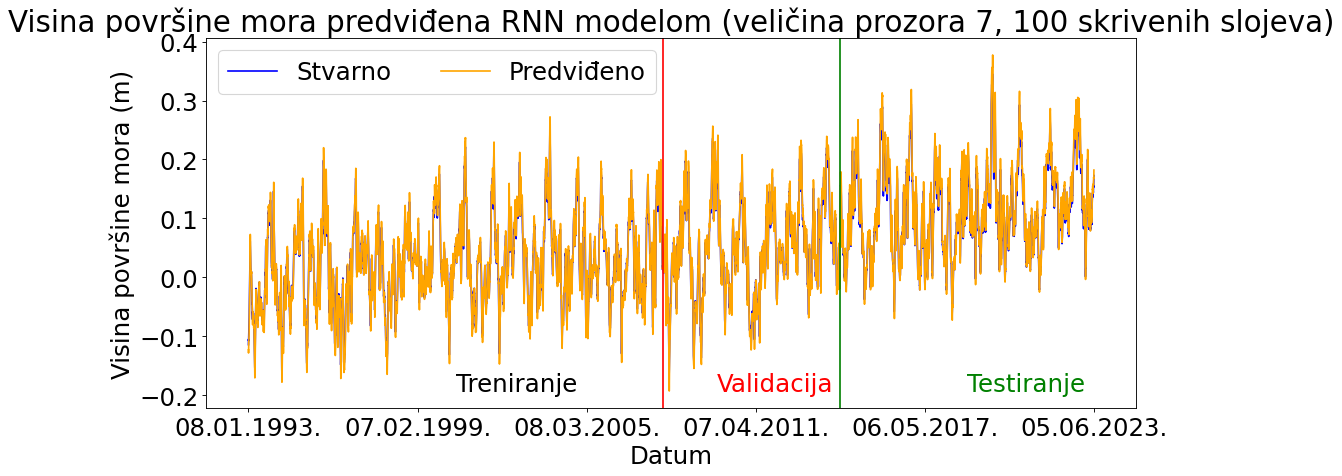 Visina površine mora predviđena RNN modelom (veličina prozora 7, 100 skrivenih slojeva)
Visina površine mora (m)
0.4
0.3
0.2
0.1
0.0
−0.1
−0.2
Stvarno Predviđeno
Treniranje Validacija Testiranje
08.01.1993. 07.02.1999. 08.03.2005. 07.04.2011. 06.05.2017. 05.06.2023.
Datum